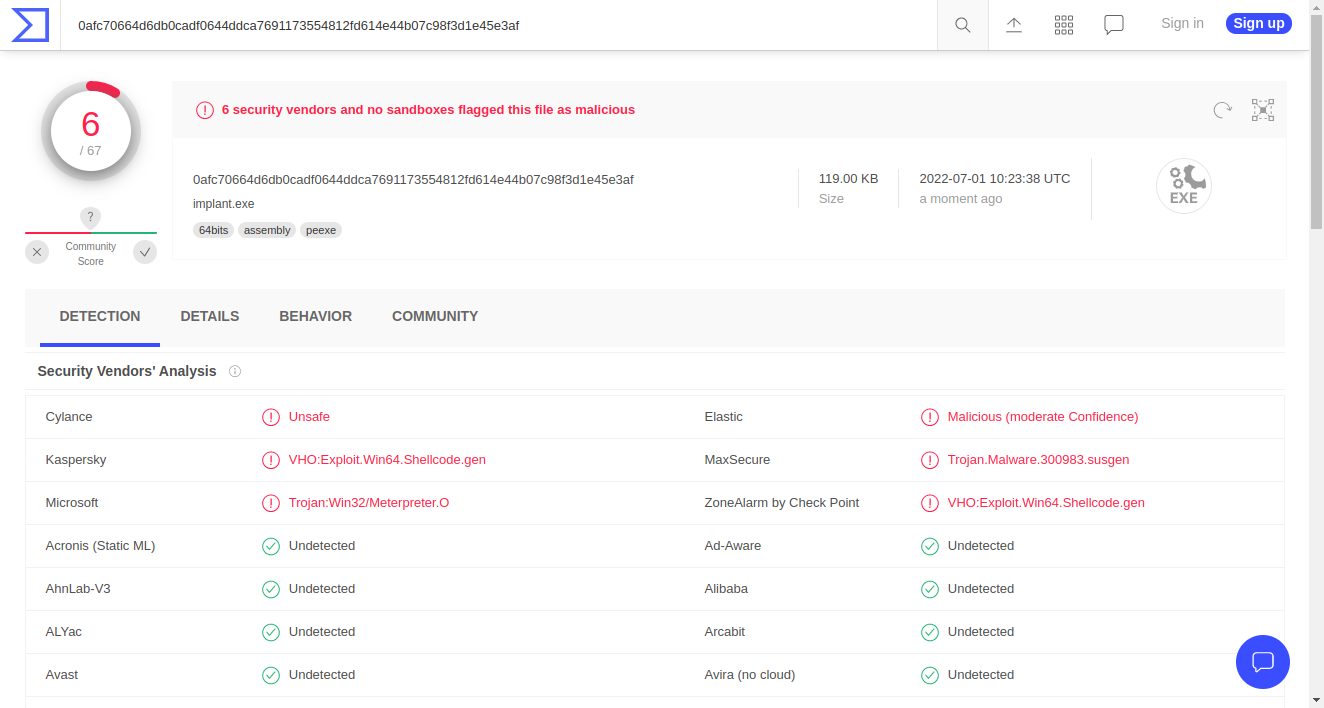 0afc70664d6db0cadf0644ddca7691173554812fd614e44b07c98f3d1e45e3af
Sign in
Sign up
6
/ 67
?
Community
Score
6 security vendors and no sandboxes flagged this file as malicious
0afc70664d6db0cadf0644ddca7691173554812fd614e44b07c98f3d1e45e3af
implant.exe
64bits assembly peexe
119.00 KB
Size
2022-07-01 10:23:38 UTC
a moment ago
EXE
DETECTION DETAILS BEHAVIOR COMMUNITY
Security Vendors' Analysis
Cylance Unsafe Elastic Malicious (moderate Confidence)
Kaspersky VHO:Exploit.Win64.Shellcode.gen MaxSecure Trojan.Malware.300983.susgen
Microsoft Trojan:Win32/Meterpreter.O ZoneAlarm by Check Point VHO:Exploit.Win64.Shellcode.gen
Acronis (Static ML) Undetected Ad-Aware Undetected
AhnLab-V3 Undetected Alibaba Undetected
ALYac Undetected Arcabit Undetected
Avast Undetected Avira (no cloud) Undetected